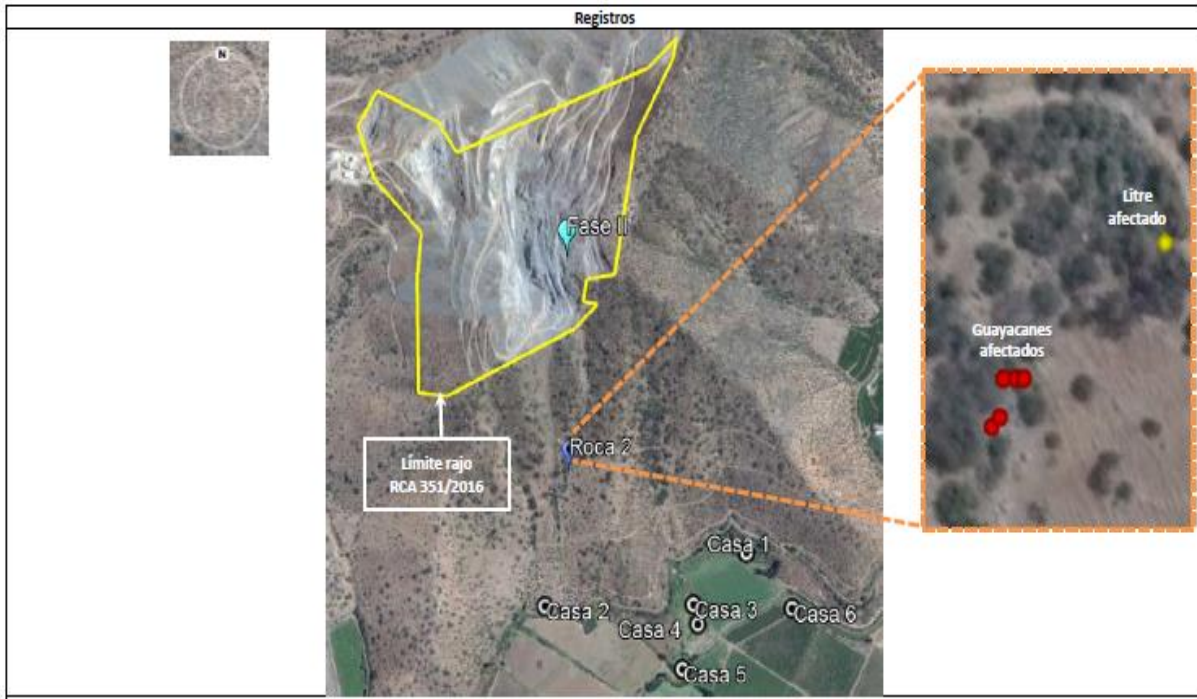 Registros
N
Fase II
Litre
afectado
Guayacanes
afectados
Límite rajo
RCA 351/2016
Roca 2
Casa 1
Casa 2
Casa 3
Casa 6
Casa 4
Casa 5